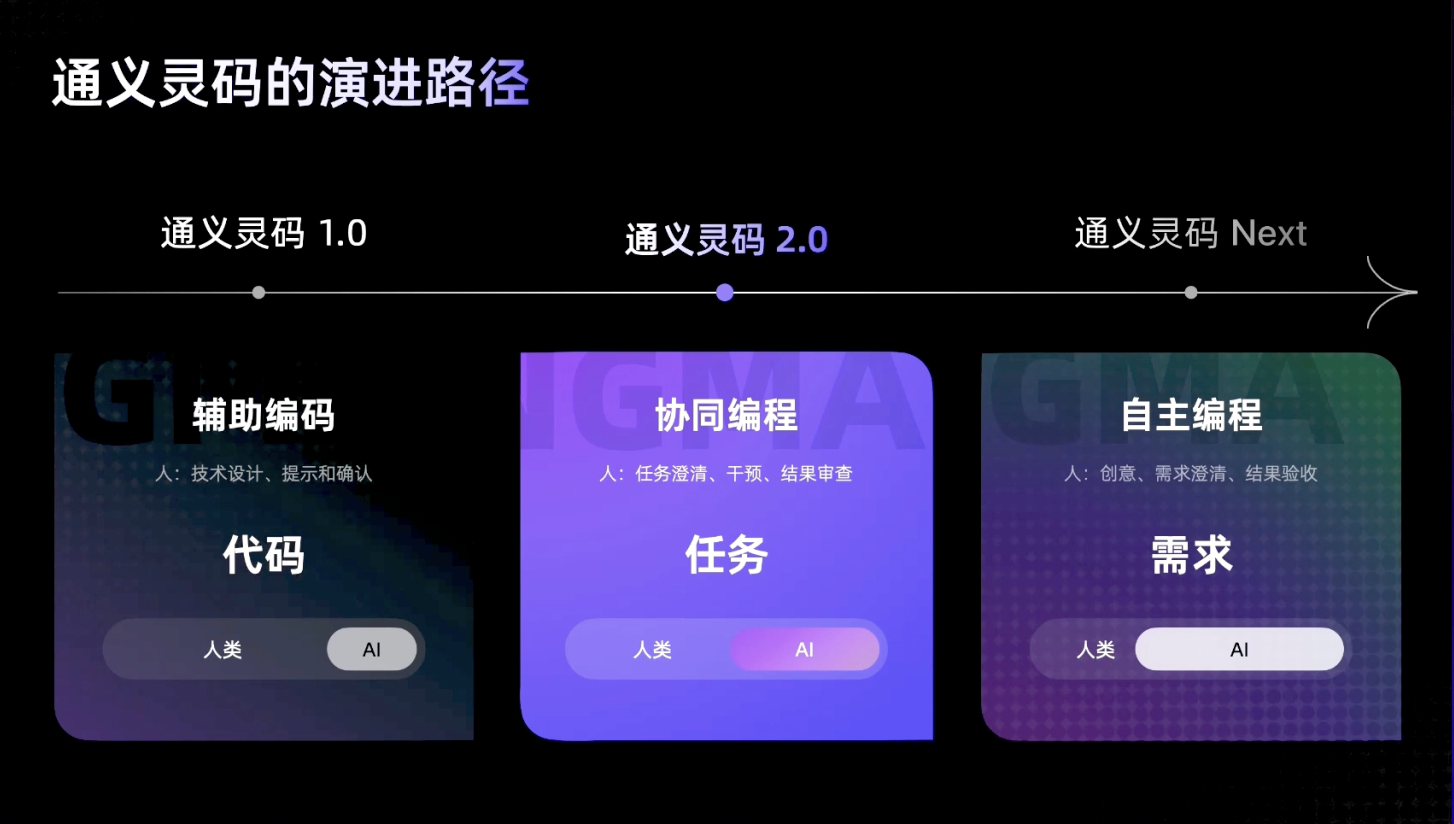 通义灵码的演进路径
通义灵码 1.0
通义灵码 2.0
通义灵码 Next
辅助编码
人：技术设计、提示和确认
代码
人类 AI
协同编程
人：任务澄清、干预、结果审查
任务
人类 AI
自主编程
人：创意、需求澄清、结果验收
需求
人类 AI